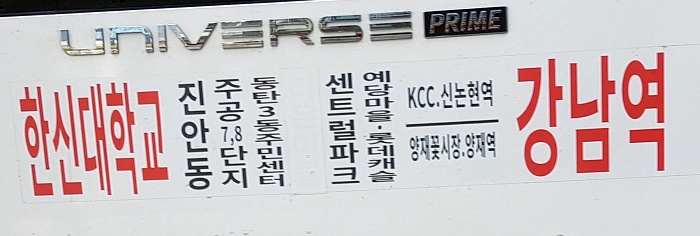 UNIVERSE PRIME
한신대학교
진안동
주공7,8단지
동탄3동주민센터
센트럴파크
예당마을·롯데캐슬
KCC.신논현역
양재꽃시장.양재역
강남역